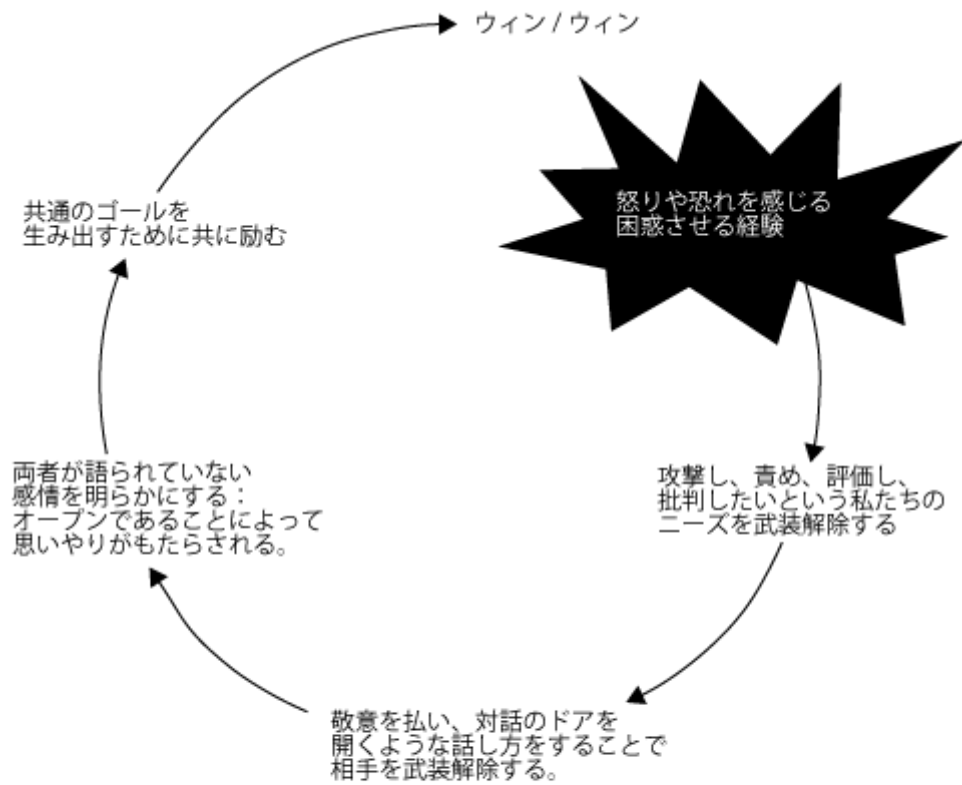 ウィン / ウィン
怒りや恐れを感じる
困惑させる経験
攻撃し、責め、評価し、
批判したいという私たちの
ニーズを武装解除する
敬意を払い、対話のドアを
開くような話し方をすることで
相手を武装解除する。
両者が語られていない
感情を明らかにする：
オープンであることによって
思いやりがもたらされる。
共通のゴールを
生み出すために共に励む